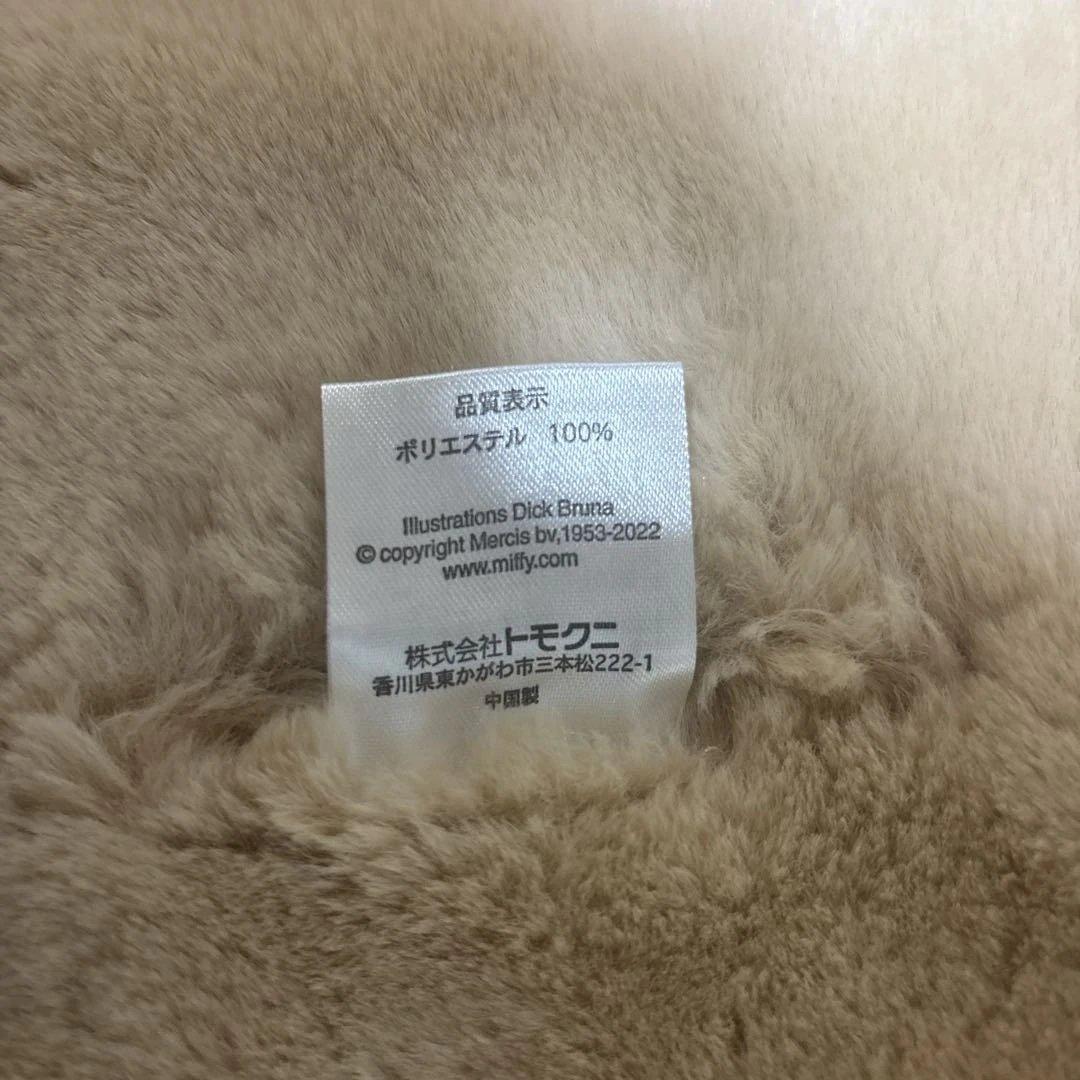 品質表示
ポリエステル 100%
Illustrations Dick Bruna
© copyright Mercis bv,1953-2022
www.miffy.com
株式会社トモクニ
香川県東かがわ市三本松222-1
中国製